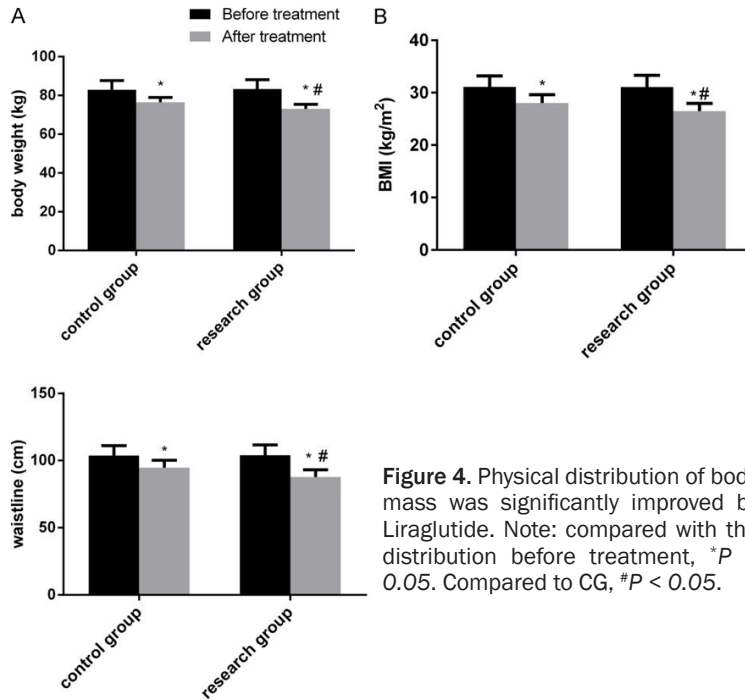 A
Before treatment
After treatment
body weight (kg)
100
80
60
40
20
0
*
* #
control group
research group
B
BMI (kg/m²)
40
30
20
10
0
*
*#
control group
research group
waistline (cm)
150
100
50
0
*
* #
control group
research group
Figure 4. Physical distribution of bod
mass was significantly improved b
Liraglutide. Note: compared with th
distribution before treatment, *P
0.05. Compared to CG, #P < 0.05.